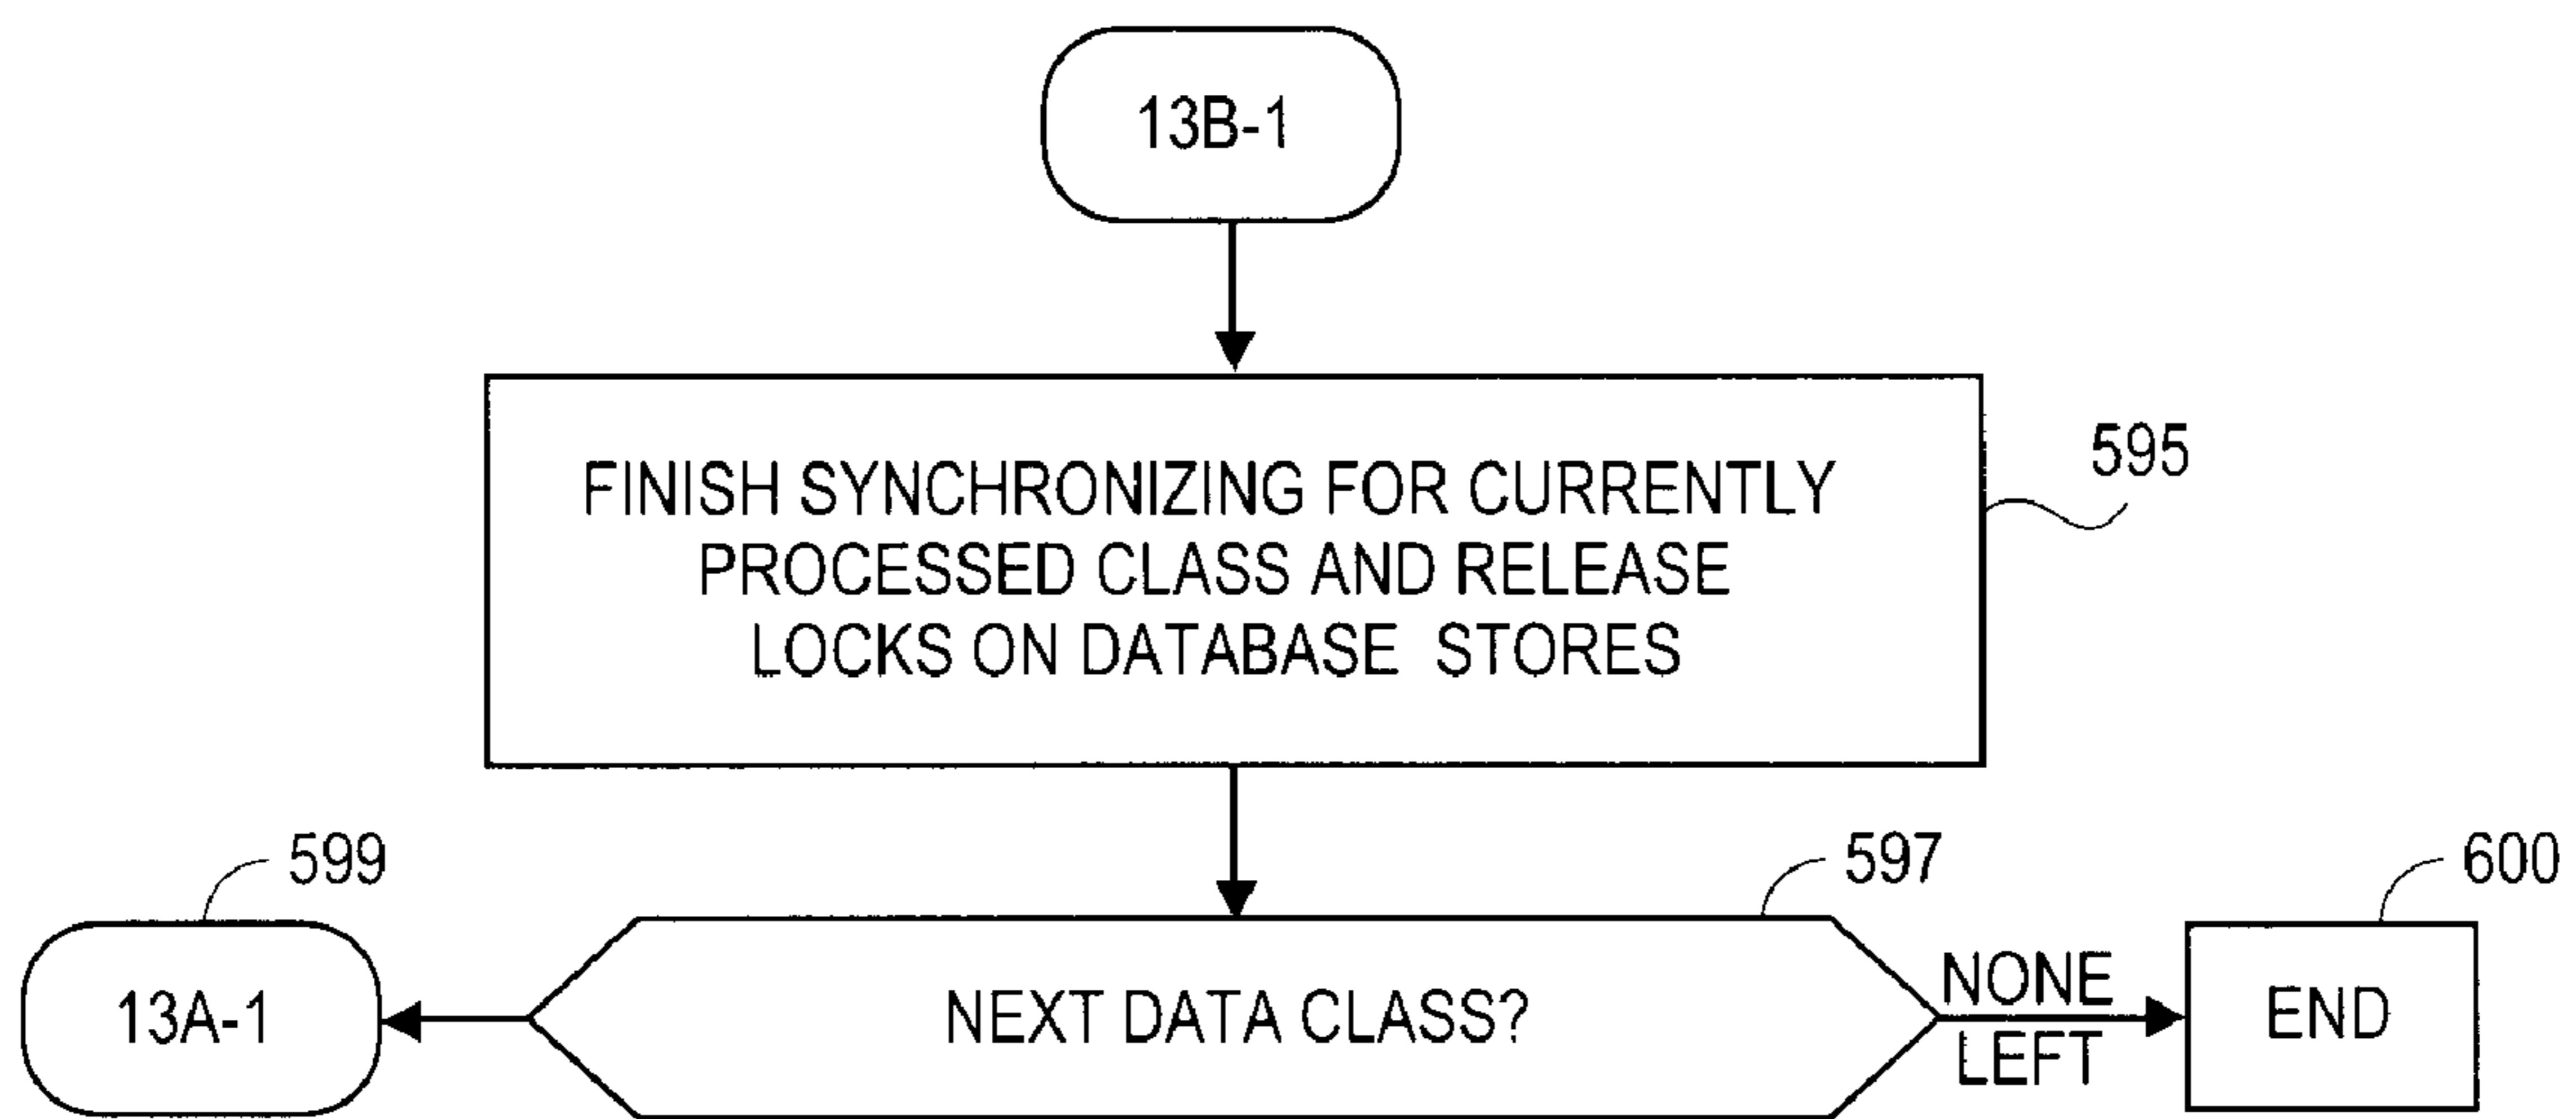 13B-1
FINISH SYNCHRONIZING FOR CURRENTLY
PROCESSED CLASS AND RELEASE
LOCKS ON DATABASE STORES
595
599
597
600
13A-1
NEXT DATA CLASS?
NONE
LEFT
END